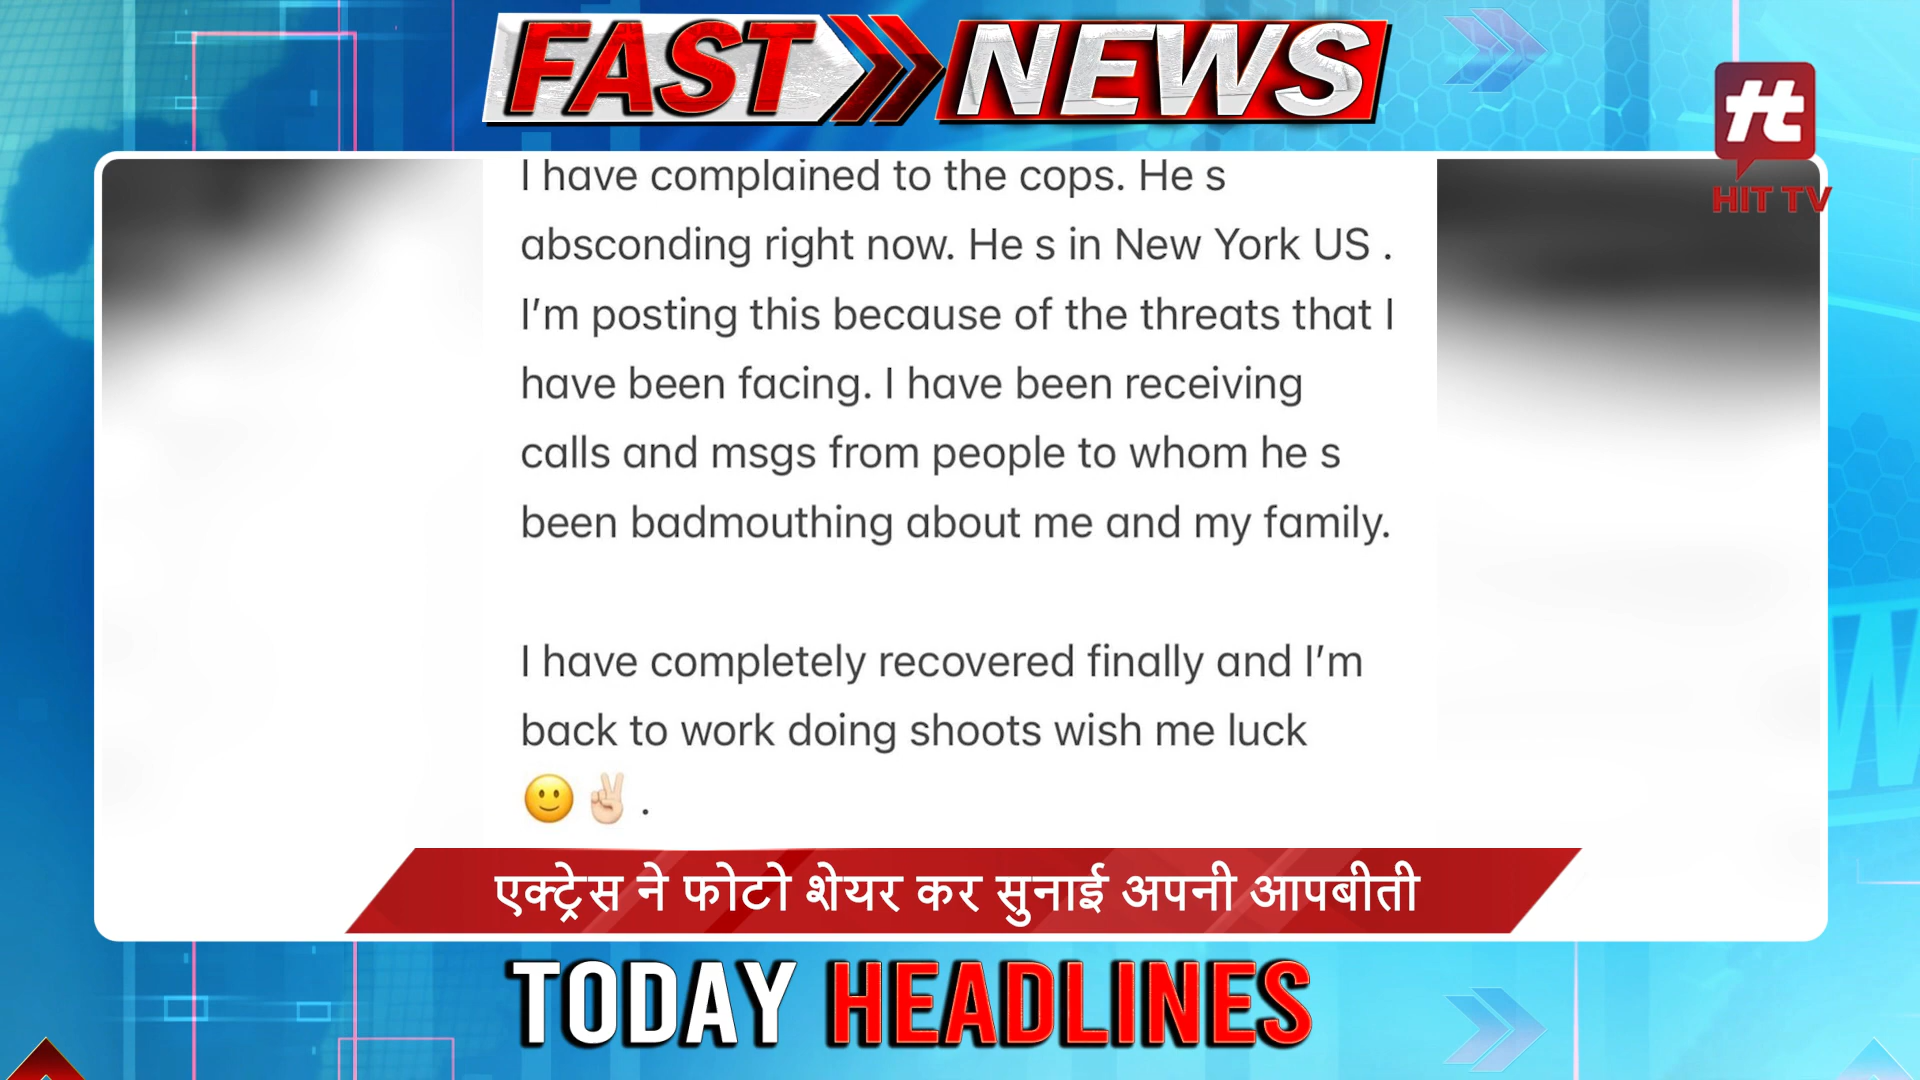 FAST NEWS
HIT TV
I have complained to the cops. He s
absconding right now. He s in New York US .
I’m posting this because of the threats that I
have been facing. I have been receiving
calls and msgs from people to whom he s
been badmouthing about me and my family.
I have completely recovered finally and I’m
back to work doing shoots wish me luck
🙂✌🏻 .
एक्ट्रेस ने फोटो शेयर कर सुनाई अपनी आपबीती
TODAY HEADLINES